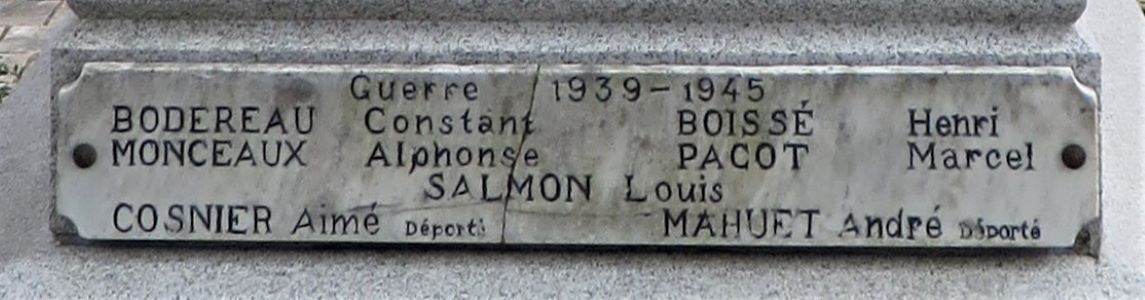 Guerre 1939-1945
BODEREAU Constant BOISSÉ Henri
MONCEAUX Alphonse PACOT Marcel
SALMON Louis
COSNIER Aimé Déporté MAHUET André Déporté